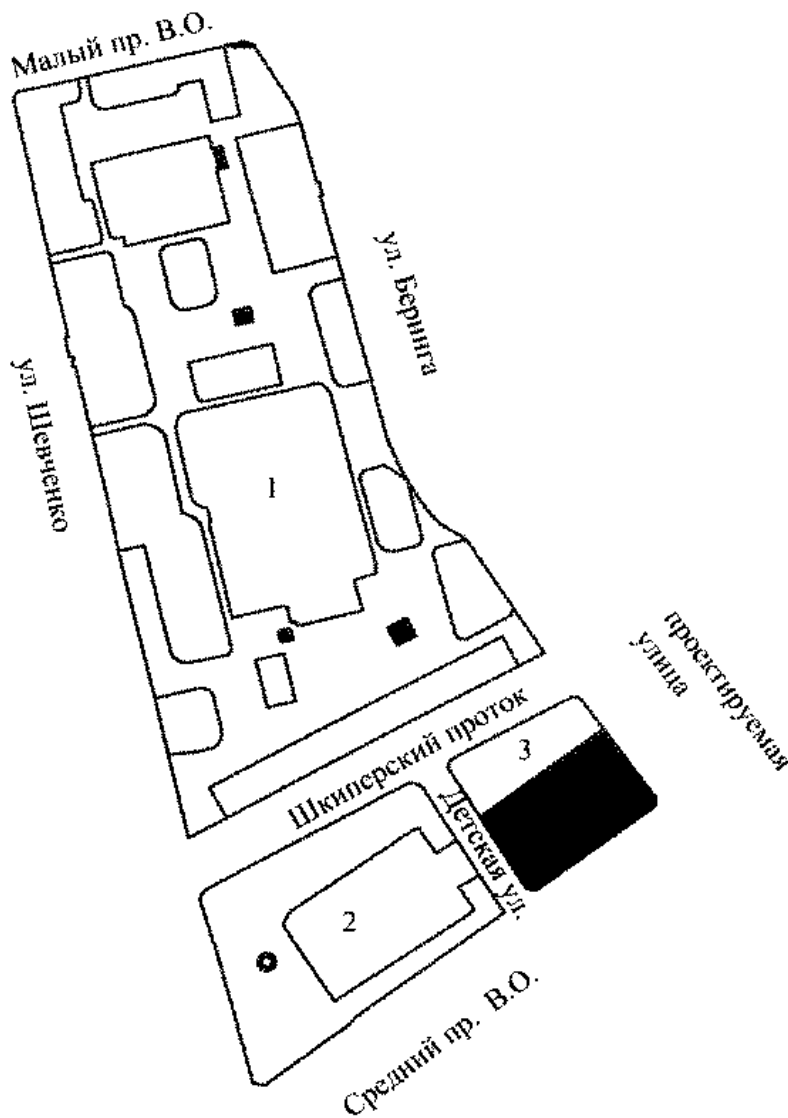 Малый пр. В.О.
ул. Беринга
ул. Шевченко
1
проектируемая
улица
Шкиперский проток
3
Детская ул.
2
Средний пр. В.О.